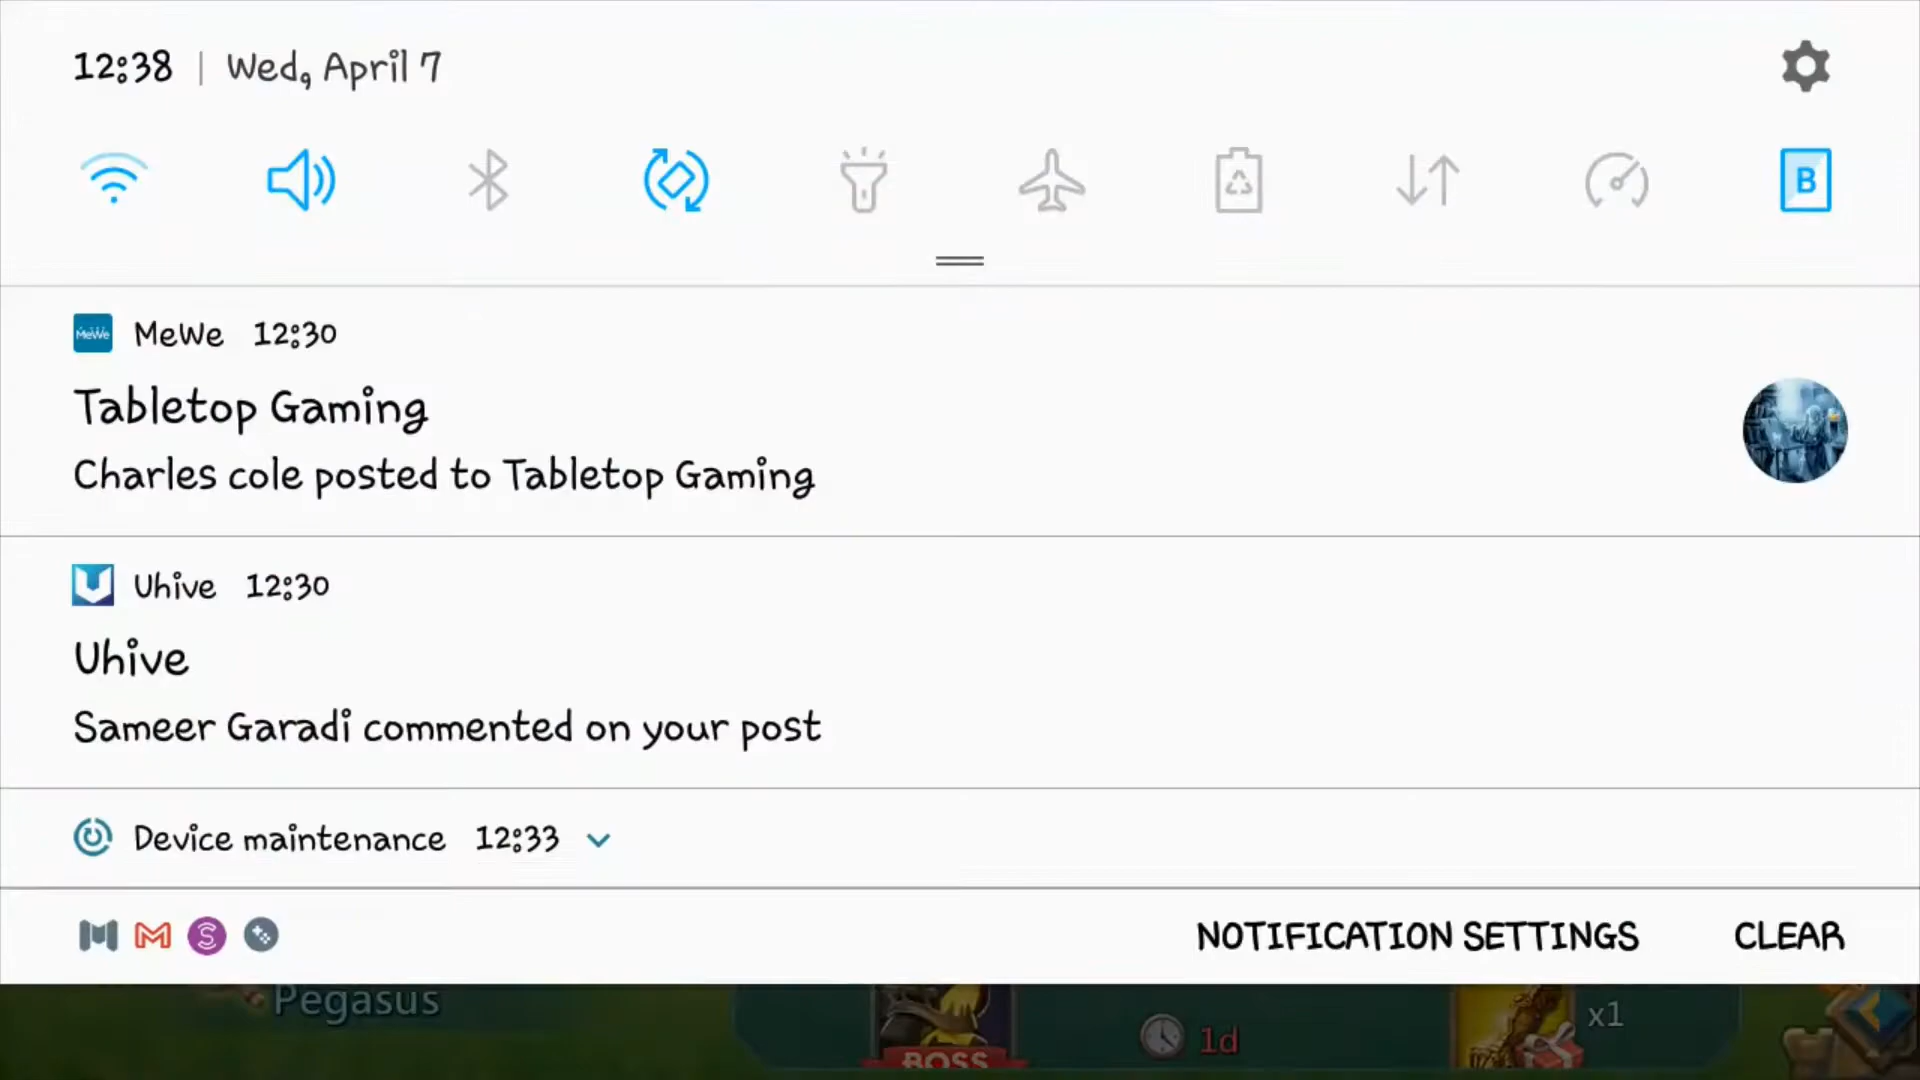 12:38 | Wed, April 7
B
MeWe MeWe 12:30
Tabletop Gaming
Charles cole posted to Tabletop Gaming
Uhive 12:30
Uhive
Sameer Garadi commented on your post
Device maintenance 12:33
S
NOTIFICATION SETTINGS CLEAR
Pegasus
BOSS
1d
x1